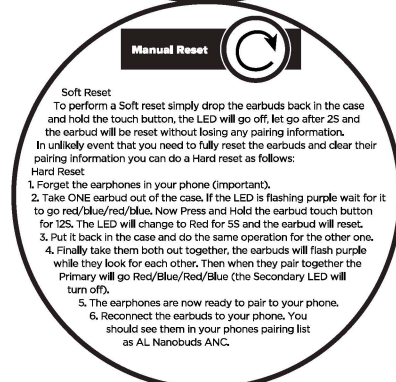 Manual Reset
Soft Reset
To perform a Soft reset simply drop the earbuds back in the case
and hold the touch button, the LED will go off, let go after 2S and
the earbud will be reset without losing any pairing information.
In unlikely event that you need to fully reset the earbuds and clear their
pairing information you can do a Hard reset as follows:
Hard Reset
1. Forget the earphones in your phone (important).
2. Take ONE earbud out of the case. If the LED is flashing purple wait for it
to go red/blue/red/blue. Now Press and Hold the earbud touch button
for 12S. The LED will change to Red for 5S and the earbud will reset.
3. Put it back in the case and do the same operation for the other one.
4. Finally take them both out together, the earbuds will flash purple
while they look for each other. Then when they pair together the
Primary will go Red/Blue/Red/Blue (the Secondary LED will
turn off).
5. The earphones are now ready to pair to your phone.
6. Reconnect the earbuds to your phone. You
should see them in your phones pairing list
as AL Nanobuds ANC.